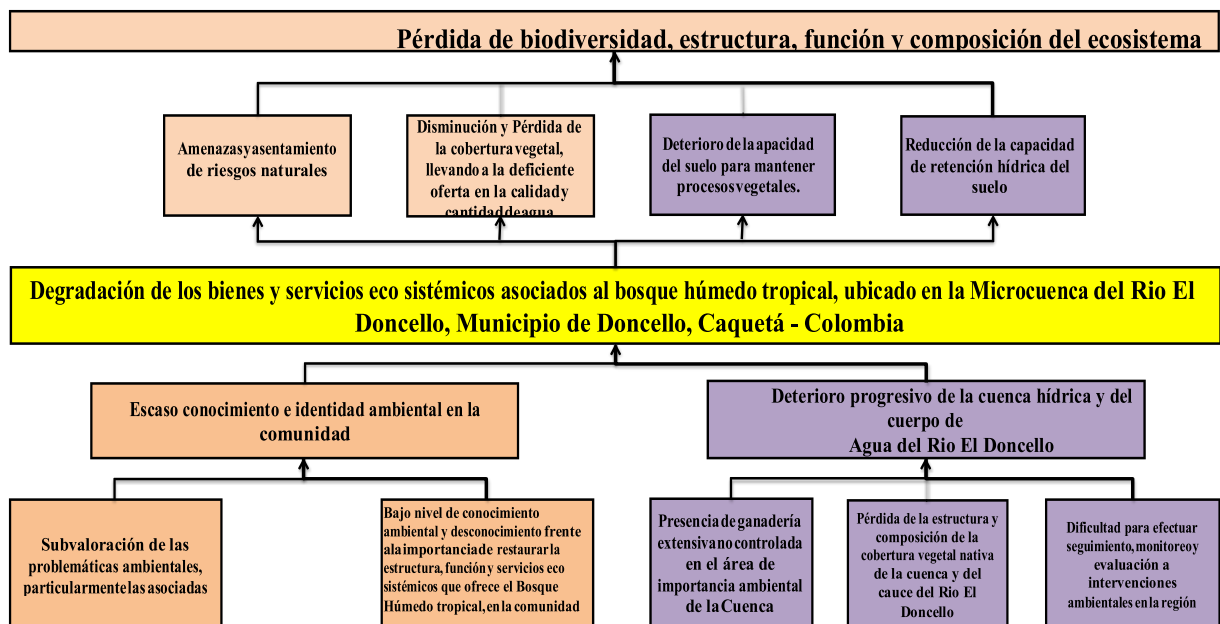 Pérdida de biodiversidad, estructura, función y composición del ecosistema
Amenazas y asentamiento
de riesgos naturales
Disminución y Pérdida de
la cobertura vegetal,
llevando a la deficiente
oferta en la calidad y
cantidad de agua
Deterioro de la apacidad
del suelo para mantener
procesos vegetales.
Reducción de la capacidad
de retención hídrica del
suelo
Degradación de los bienes y servicios eco sistémicos asociados al bosque húmedo tropical, ubicado en la Microcuenca del Rio El
Doncello, Municipio de Doncello, Caquetá - Colombia
Escaso conocimiento e identidad ambiental en la
comunidad
Deterioro progresivo de la cuenca hídrica y del
cuerpo de
Agua del Rio El Doncello
Subvaloración de las
problemáticas ambientales,
particularmente las asociadas
Bajo nivel de conocimiento
ambiental y desconocimiento frente
a la importancia de restaurar la
estructura, función y servicios eco
sistémicos que ofrece el Bosque
Húmedo tropical, en la comunidad
Presencia de ganadería
extensiva no controlada
en el área de
importancia ambiental
de la Cuenca
Pérdida de la estructura y
composición de la
cobertura vegetal nativa
de la cuenca y del
cauce del Rio El
Doncello
Dificultad para efectuar
seguimiento, monitoreo y
evaluación a
intervenciones
ambientales en la región